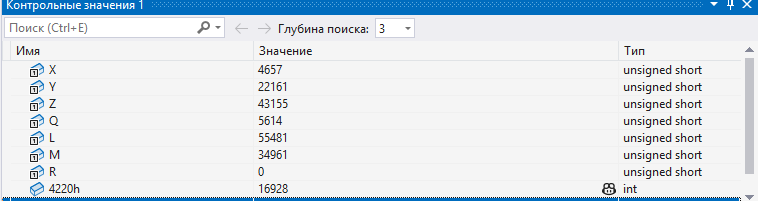 Контрольные значения 1
Поиск (Ctrl+E) Глубина поиска: 3
Имя Значение Тип
X 4657 unsigned short
Y 22161 unsigned short
Z 43155 unsigned short
Q 5614 unsigned short
L 55481 unsigned short
M 34961 unsigned short
R 0 unsigned short
4220h 16928 int